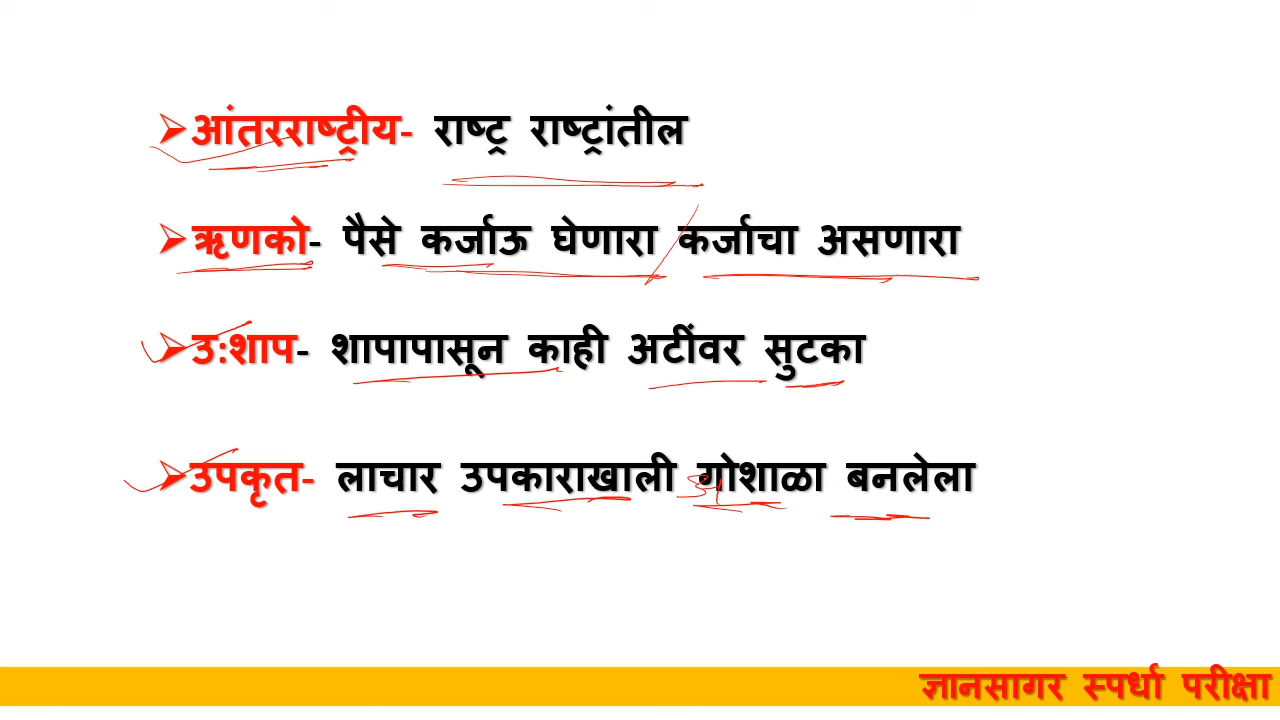 ➢आंतरराष्ट्रीय- राष्ट्र राष्ट्रांतील
➢ऋणको- पैसे कर्जाऊ घेणारा / कर्जाचा असणारा
➢उ:शाप- शापापासून काही अटींवर सुटका
➢उपकृत- लाचार उपकाराखाली गोशाळा बनलेला
ज्ञानसागर स्पर्धा परीक्षा